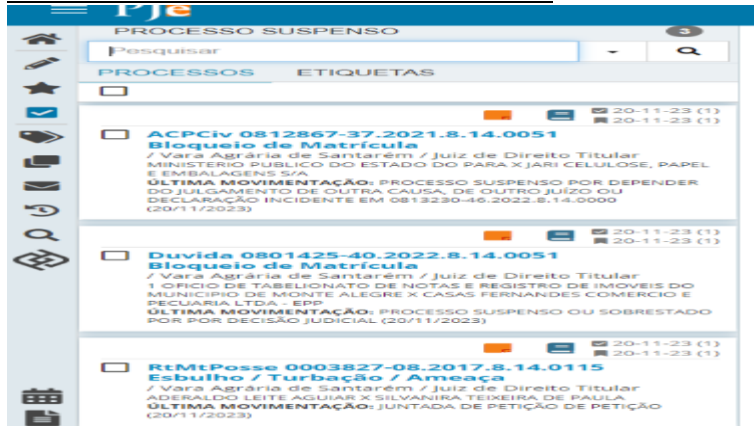 PJe
PROCESSO SUSPENSO 3
Pesquisar
PROCESSOS ETIQUETAS
20-11-23 (1)
20-11-23 (1)
ACPCiv 0812867-37.2021.8.14.0051
Bloqueio de Matrícula
/ Vara Agrária de Santarém / Juiz de Direito Titular
MINISTERIO PUBLICO DO ESTADO DO PARA X JARI CELULOSE, PAPEL
E EMBALAGENS S/A
ÚLTIMA MOVIMENTAÇÃO: PROCESSO SUSPENSO POR DEPENDER
DO JULGAMENTO DE OUTRA CAUSA, DE OUTRO JUÍZO OU
DECLARAÇÃO INCIDENTE EM 0813230-46.2022.8.14.0000
(20/11/2023)
20-11-23 (1)
20-11-23 (1)
Duvida 0801425-40.2022.8.14.0051
Bloqueio de Matrícula
/ Vara Agrária de Santarém / Juiz de Direito Titular
1 OFICIO DE TABELIONATO DE NOTAS E REGISTRO DE IMOVEIS DO
MUNICIPIO DE MONTE ALEGRE X CASAS FERNANDES COMERCIO E
PECUARIA LTDA - EPP
ÚLTIMA MOVIMENTAÇÃO: PROCESSO SUSPENSO OU SOBRESTADO
POR POR DECISÃO JUDICIAL (20/11/2023)
20-11-23 (1)
20-11-23 (1)
RtMtPosse 0003827-08.2017.8.14.0115
Esbulho / Turbação / Ameaça
/ Vara Agrária de Santarém / Juiz de Direito Titular
ADERALDO LEITE AGUIAR X SILVANIRA TEIXEIRA DE PAULA
ÚLTIMA MOVIMENTAÇÃO: JUNTADA DE PETIÇÃO DE PETIÇÃO
(20/11/2023)